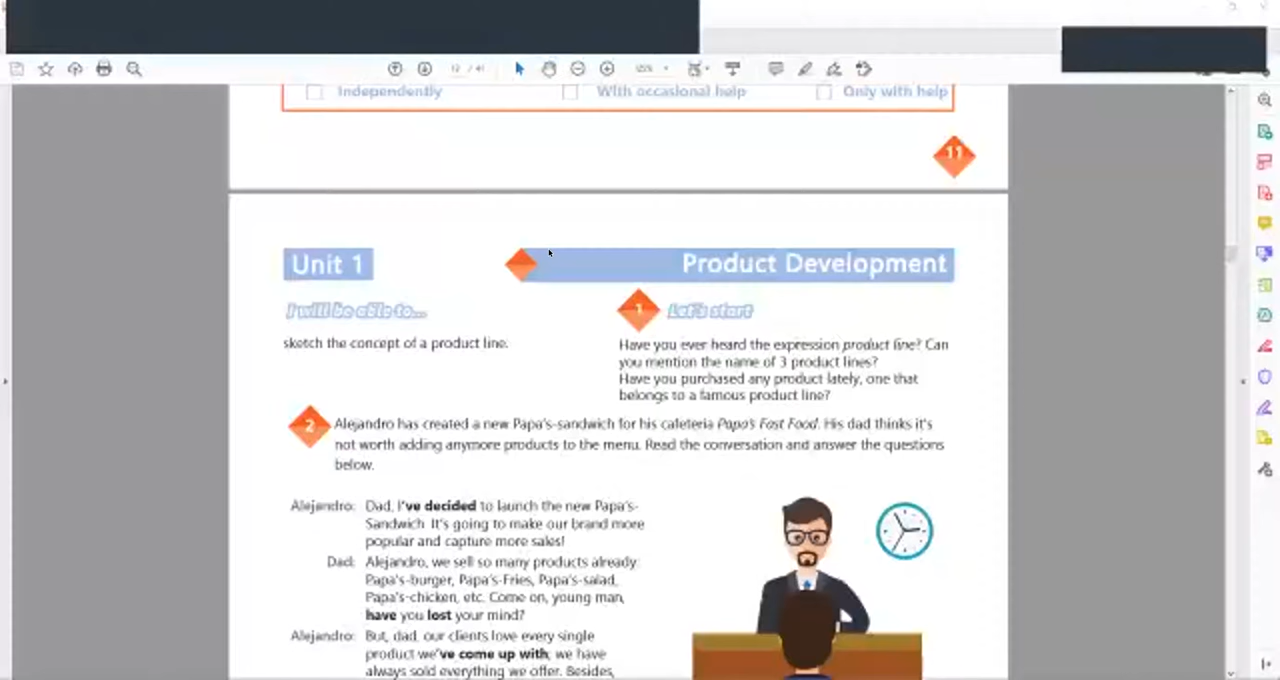 Independently With occasional help Only with help
11
Unit 1
Product Development
I will be able to...
1 Let's start
sketch the concept of a product line.
Have you ever heard the expression product line? Can
you mention the name of 3 product lines?
Have you purchased any product lately, one that
belongs to a famous product line?
2 Alejandro has created a new Papa's-sandwich for his cafeteria Papa's Fast Food. His dad thinks it's
not worth adding anymore products to the menu. Read the conversation and answer the questions
below.
Alejandro: Dad, I've decided to launch the new Papa's-
Sandwich. It's going to make our brand more
popular and capture more sales!
Dad: Alejandro, we sell so many products already:
Papa's-burger, Papa's-Fries, Papa's-salad,
Papa's-chicken, etc. Come on, young man,
have you lost your mind?
Alejandro: But, dad, our clients love every single
product we've come up with; we have
always sold everything we offer. Besides,